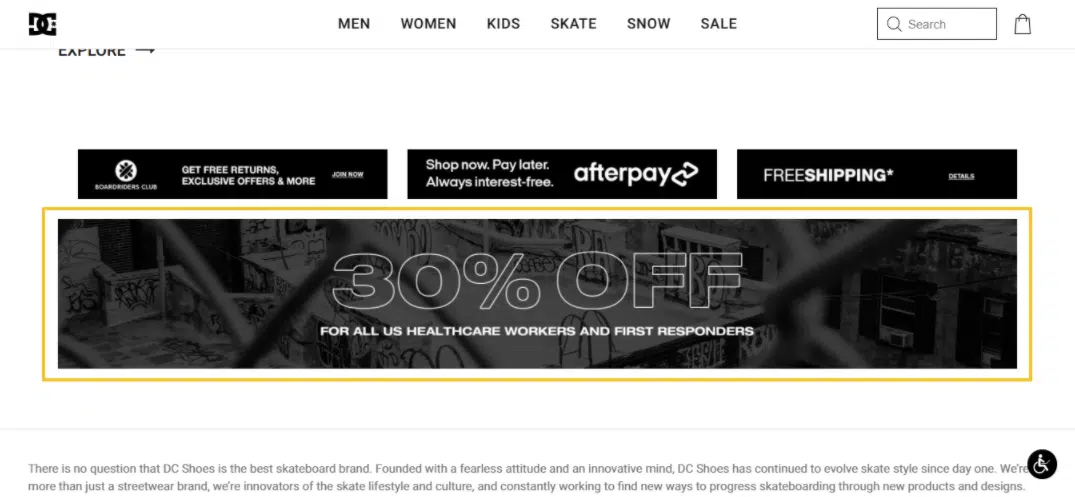 DC
MEN WOMEN KIDS SKATE SNOW SALE
Search
EXPLORE
BOARDRIDERS CLUB
GET FREE RETURNS,
EXCLUSIVE OFFERS & MORE
JOIN NOW
Shop now. Pay later.
Always interest-free.
afterpay
FREESHIPPING*
DETAILS
30% OFF
FOR ALL US HEALTHCARE WORKERS AND FIRST RESPONDERS
There is no question that DC Shoes is the best skateboard brand. Founded with a fearless attitude and an innovative mind, DC Shoes has continued to evolve skate style since day one. We're
more than just a streetwear brand, we're innovators of the skate lifestyle and culture, and constantly working to find new ways to progress skateboarding through new products and designs.